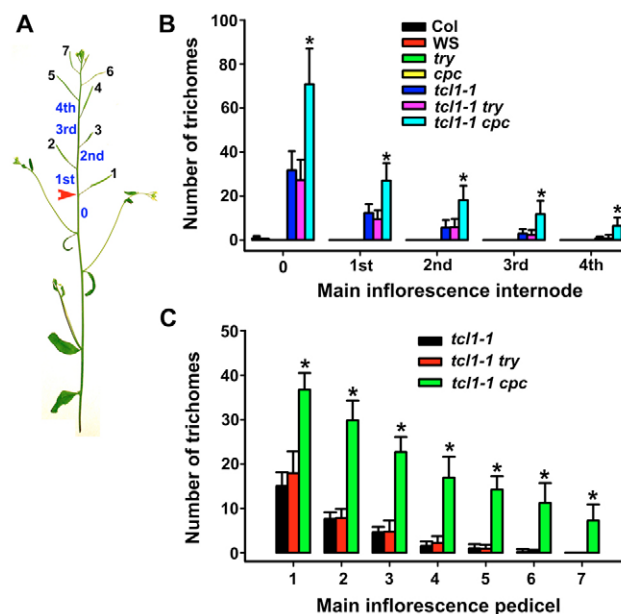 A
7
6
5
4
4th
3rd
3
2
2nd
1st
1
0
B
Number of trichomes
100
80
60
40
20
0
*
*
*
*
*
Col
WS
try
cpc
tcl1-1
tcl1-1 try
tcl1-1 cpc
0 1st 2nd 3rd 4th
Main inflorescence internode
C
Number of trichomes
50
40
30
20
10
0
*
*
*
*
*
*
*
tcl1-1
tcl1-1 try
tcl1-1 cpc
1 2 3 4 5 6 7
Main inflorescence pedicel